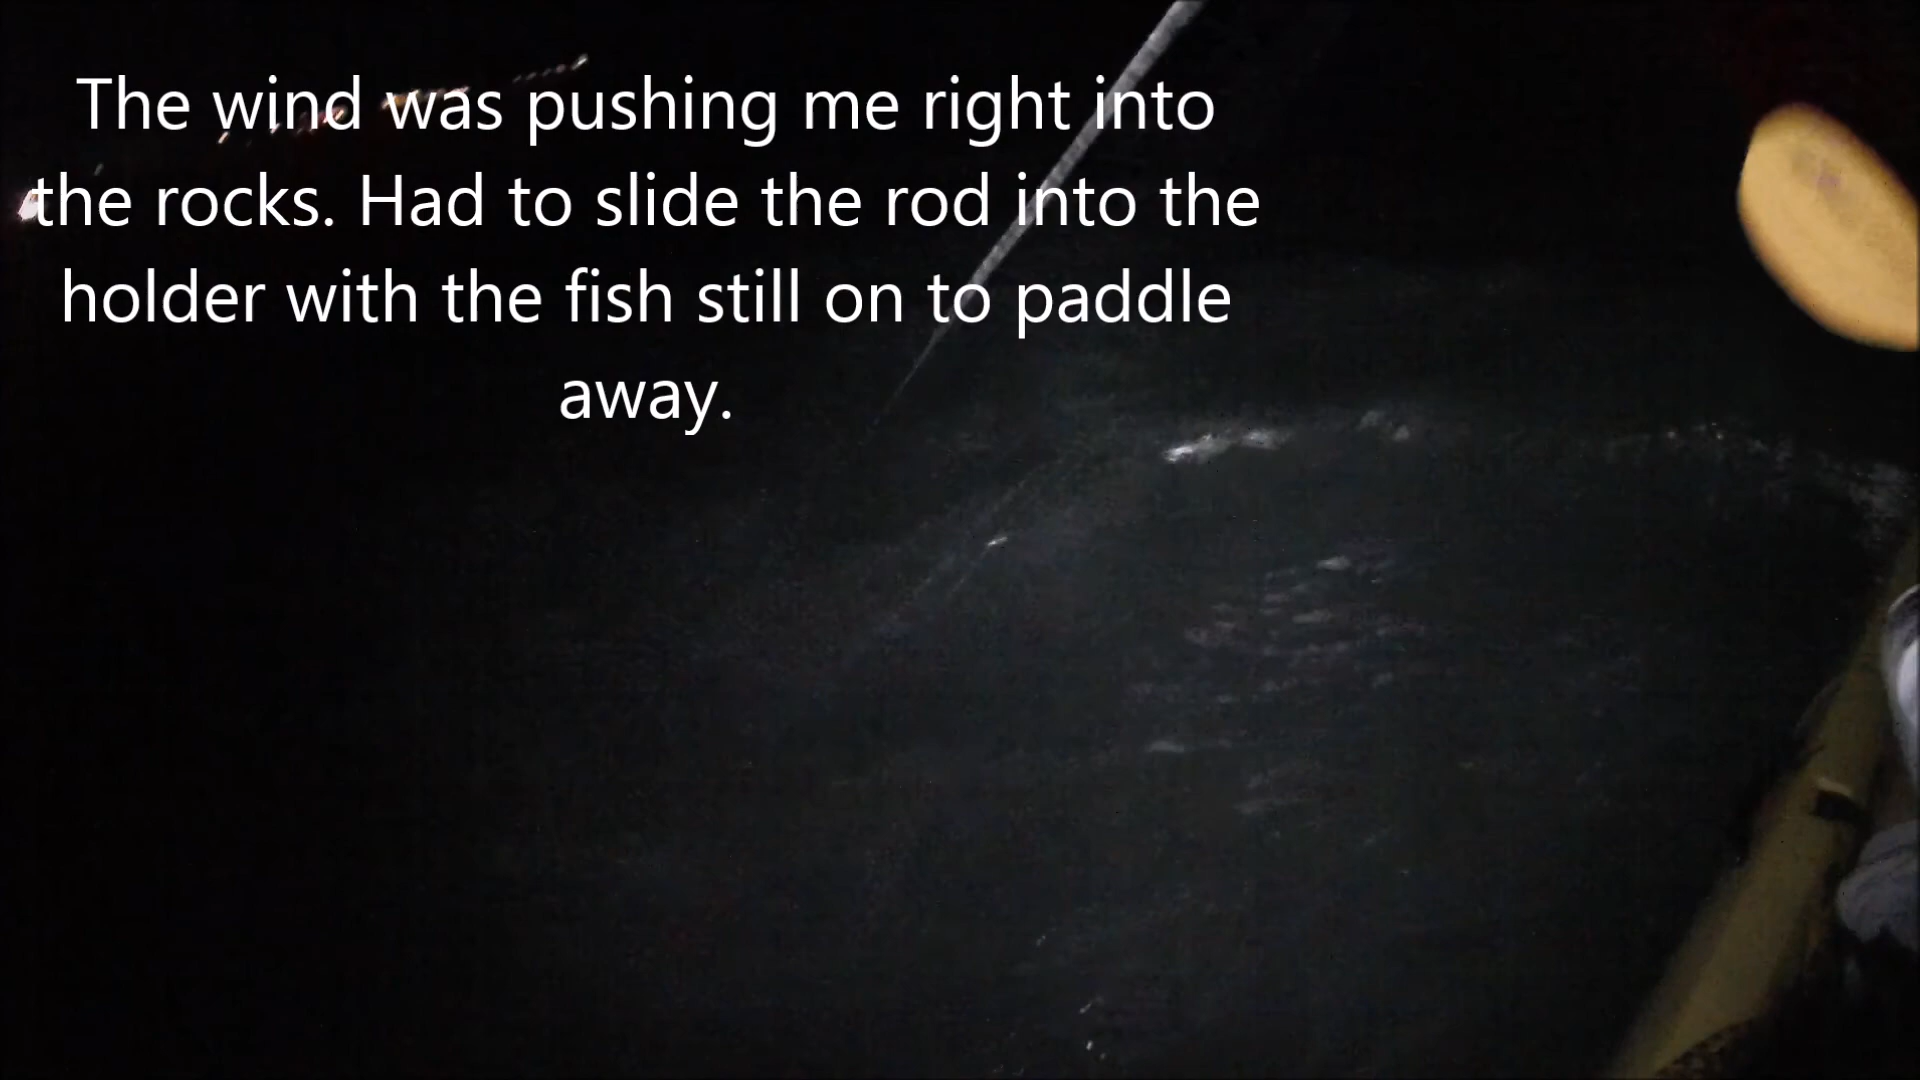 The wind was pushing me right into
the rocks. Had to slide the rod into the
holder with the fish still on to paddle
away.